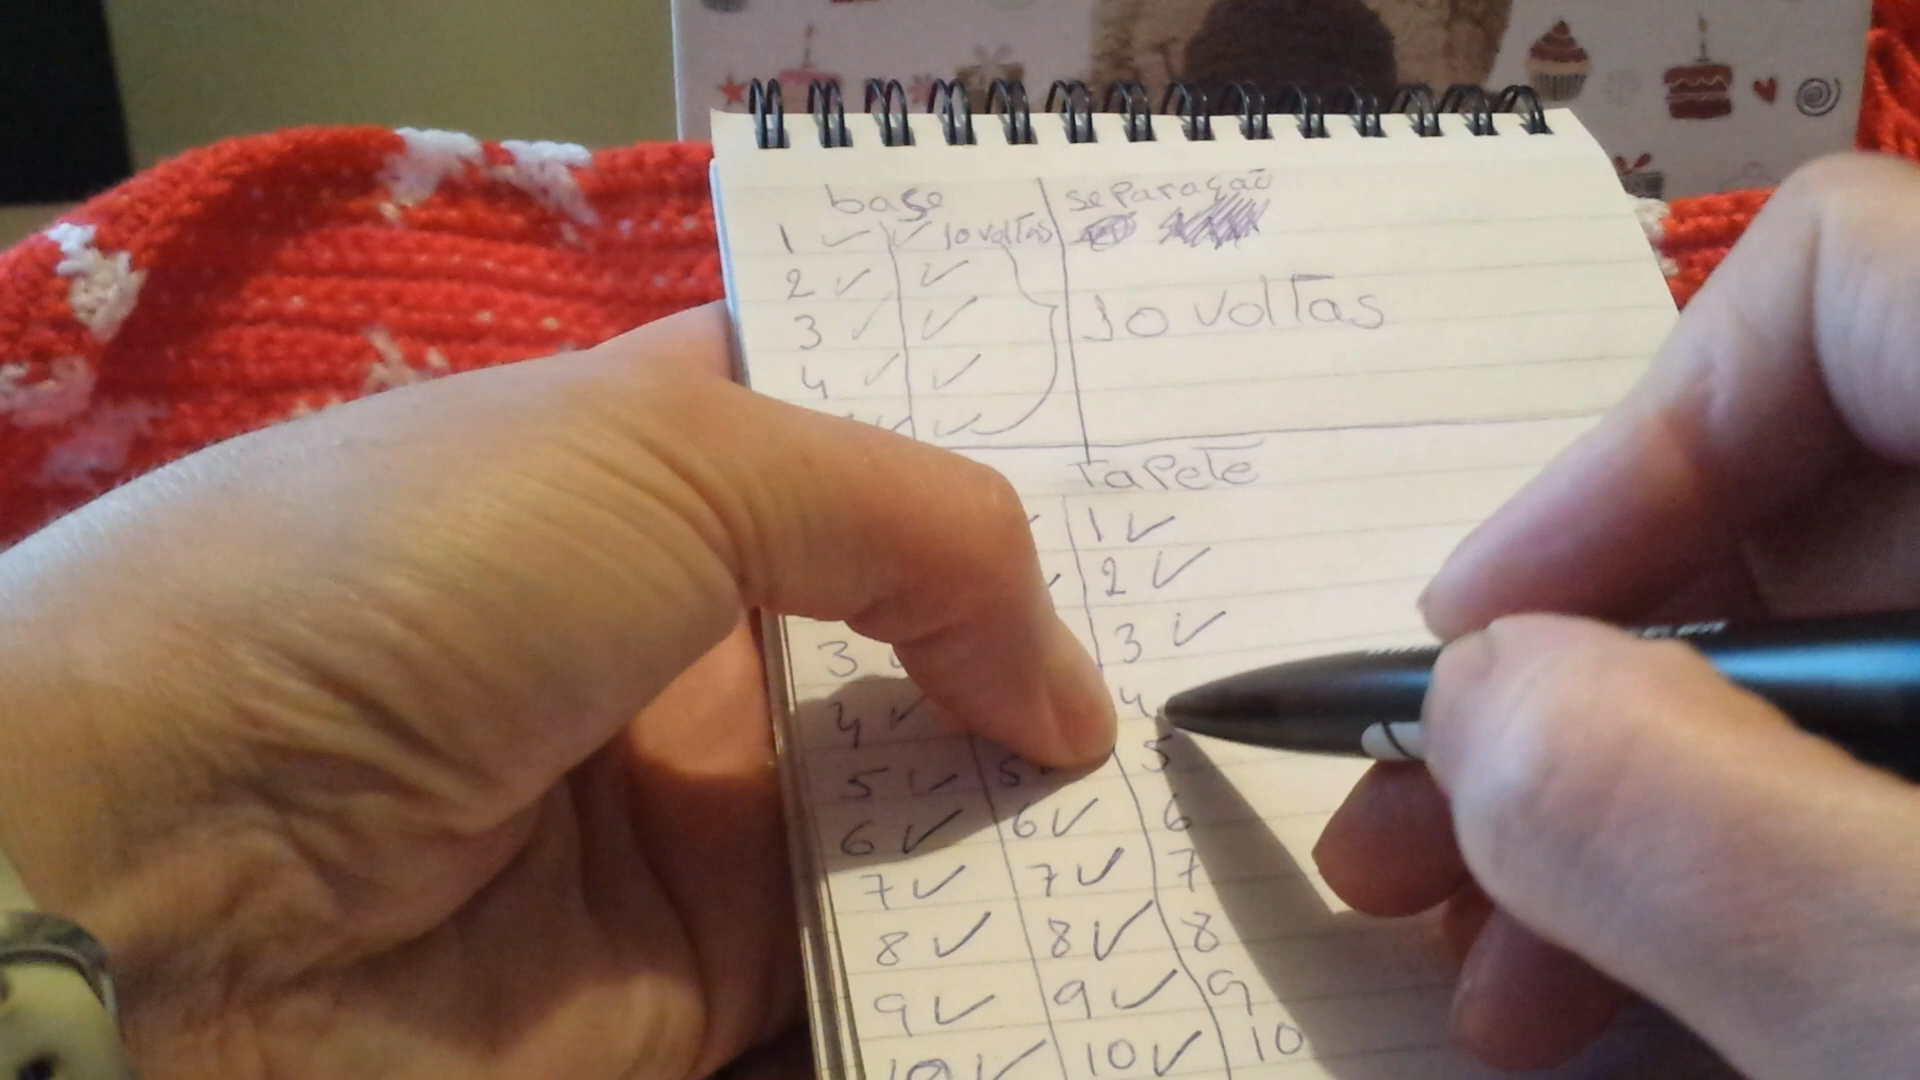 base separação
1 ✓ ✓ 10 voltas
2 ✓ ✓
3 ✓ ✓ 10 voltas
4 ✓ ✓
✓ ✓
Tapete
1 ✓
2 ✓
3 3 ✓
4 ✓ 4
5 ✓ 5 5
6 ✓ 6 ✓ 6
7 ✓ 7 ✓ 7
8 ✓ 8 ✓ 8
9 ✓ 9 ✓ 9
10 ✓ 10 ✓ 10